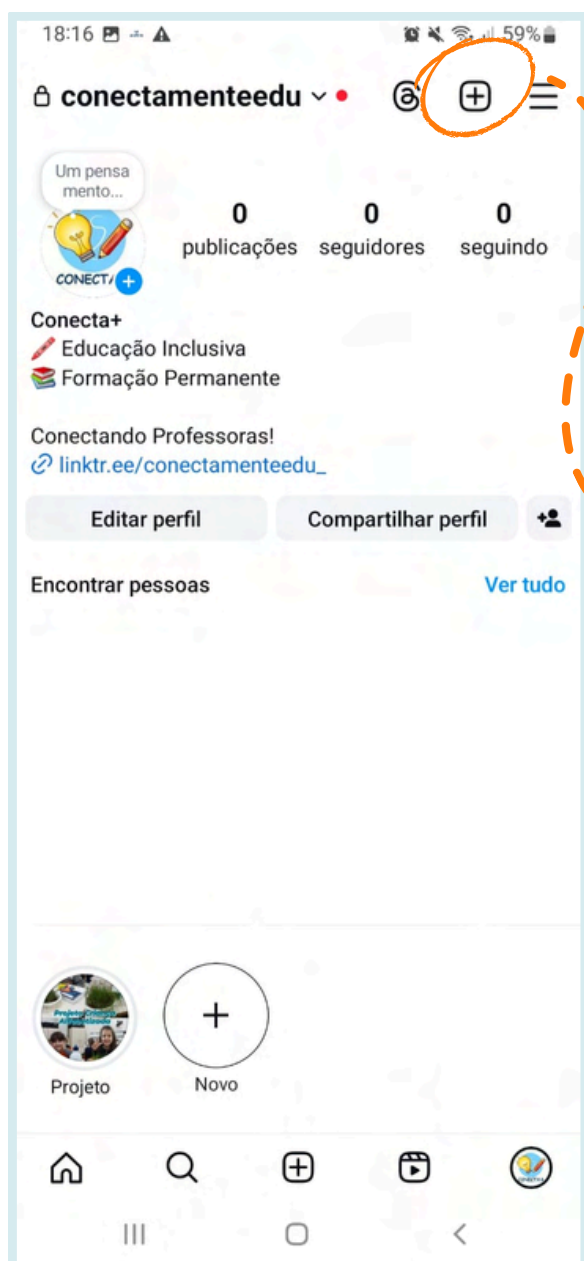 18:16 59%
conectamenteedu
Um pensa
mento...
0 0 0
publicações seguidores seguindo
CONECTA
Conecta+
Educação Inclusiva
Formação Permanente
Conectando Professoras!
linktr.ee/conectamenteedu_
Editar perfil Compartilhar perfil
Encontrar pessoas Ver tudo
Projeto Novo